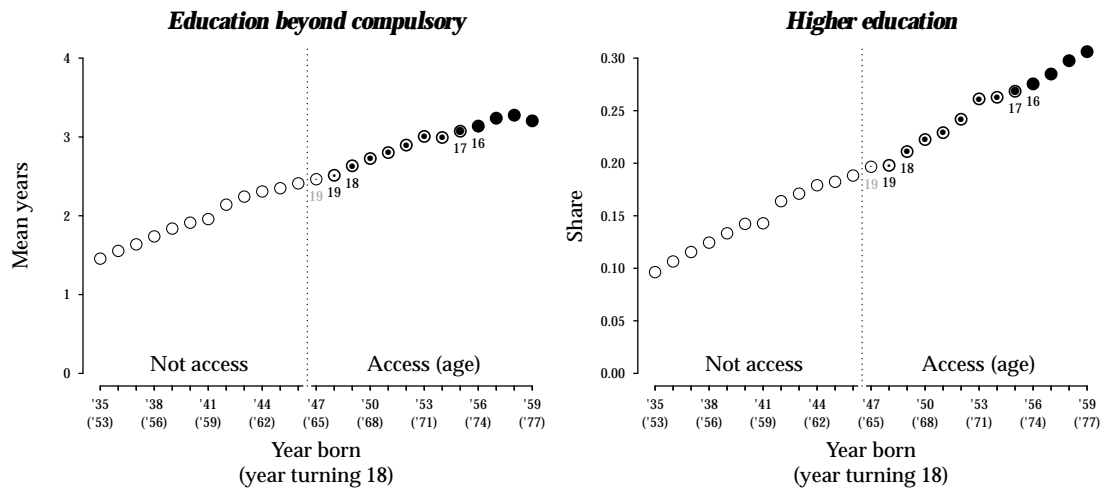 Education beyond compulsory
4
3
2
1
0
Mean years
19
19
18
17
16
Not access
Access (age)
'35 '38 '41 '44 '47 '50 '53 '56 '59
('53) ('56) ('59) ('62) ('65) ('68) ('71) ('74) ('77)
Year born
(year turning 18)
Higher education
0.30
0.25
0.20
0.15
0.10
0.05
0.00
Share
19
19
18
17
16
Not access
Access (age)
'35 '38 '41 '44 '47 '50 '53 '56 '59
('53) ('56) ('59) ('62) ('65) ('68) ('71) ('74) ('77)
Year born
(year turning 18)